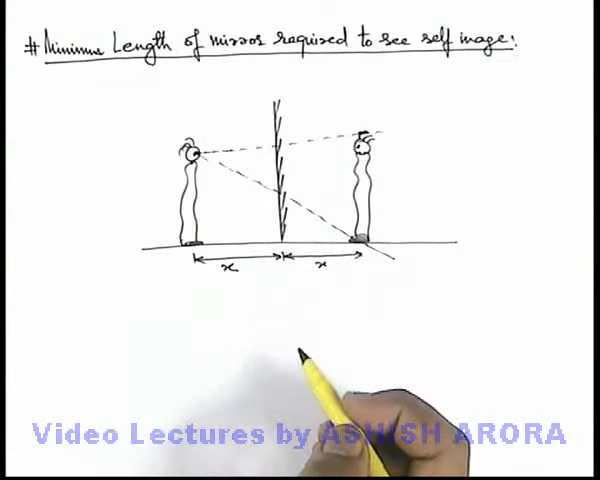 # Minimum Length of mirror required to see self image:
x
x
Video Lectures by ASHISH ARORA